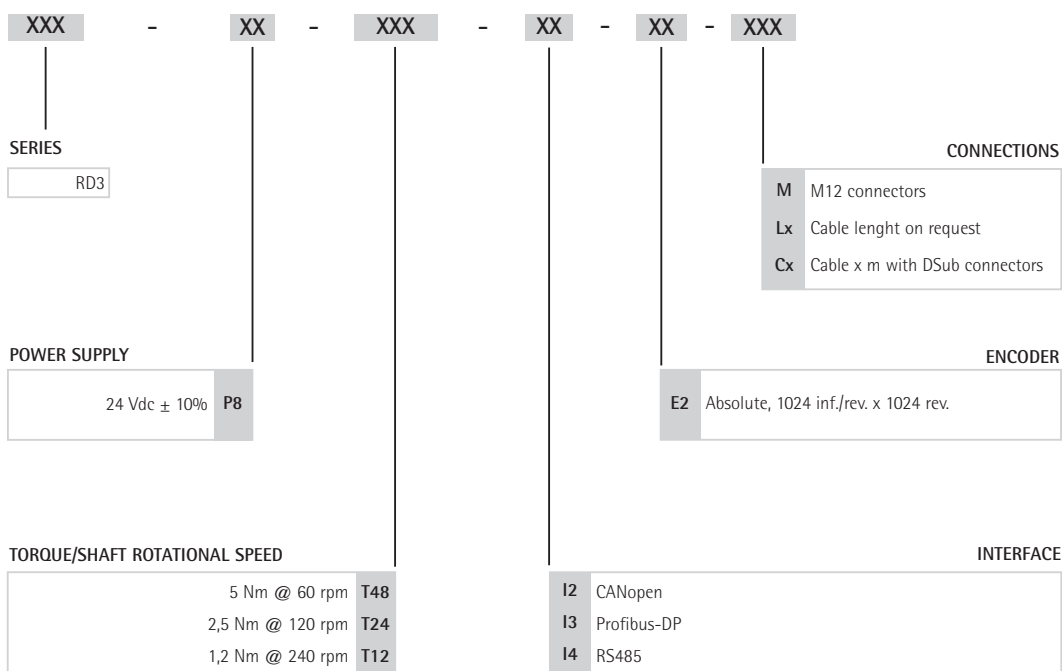 XXX - XX - XXX - XX - XX - XXX
SERIES
RD3
CONNECTIONS
M M12 connectors
Lx Cable lenght on request
Cx Cable x m with DSub connectors
POWER SUPPLY
24 Vdc ± 10% P8
ENCODER
E2 Absolute, 1024 inf./rev. x 1024 rev.
TORQUE/SHAFT ROTATIONAL SPEED
5 Nm @ 60 rpm T48
2,5 Nm @ 120 rpm T24
1,2 Nm @ 240 rpm T12
INTERFACE
I2 CANopen
I3 Profibus-DP
I4 RS485